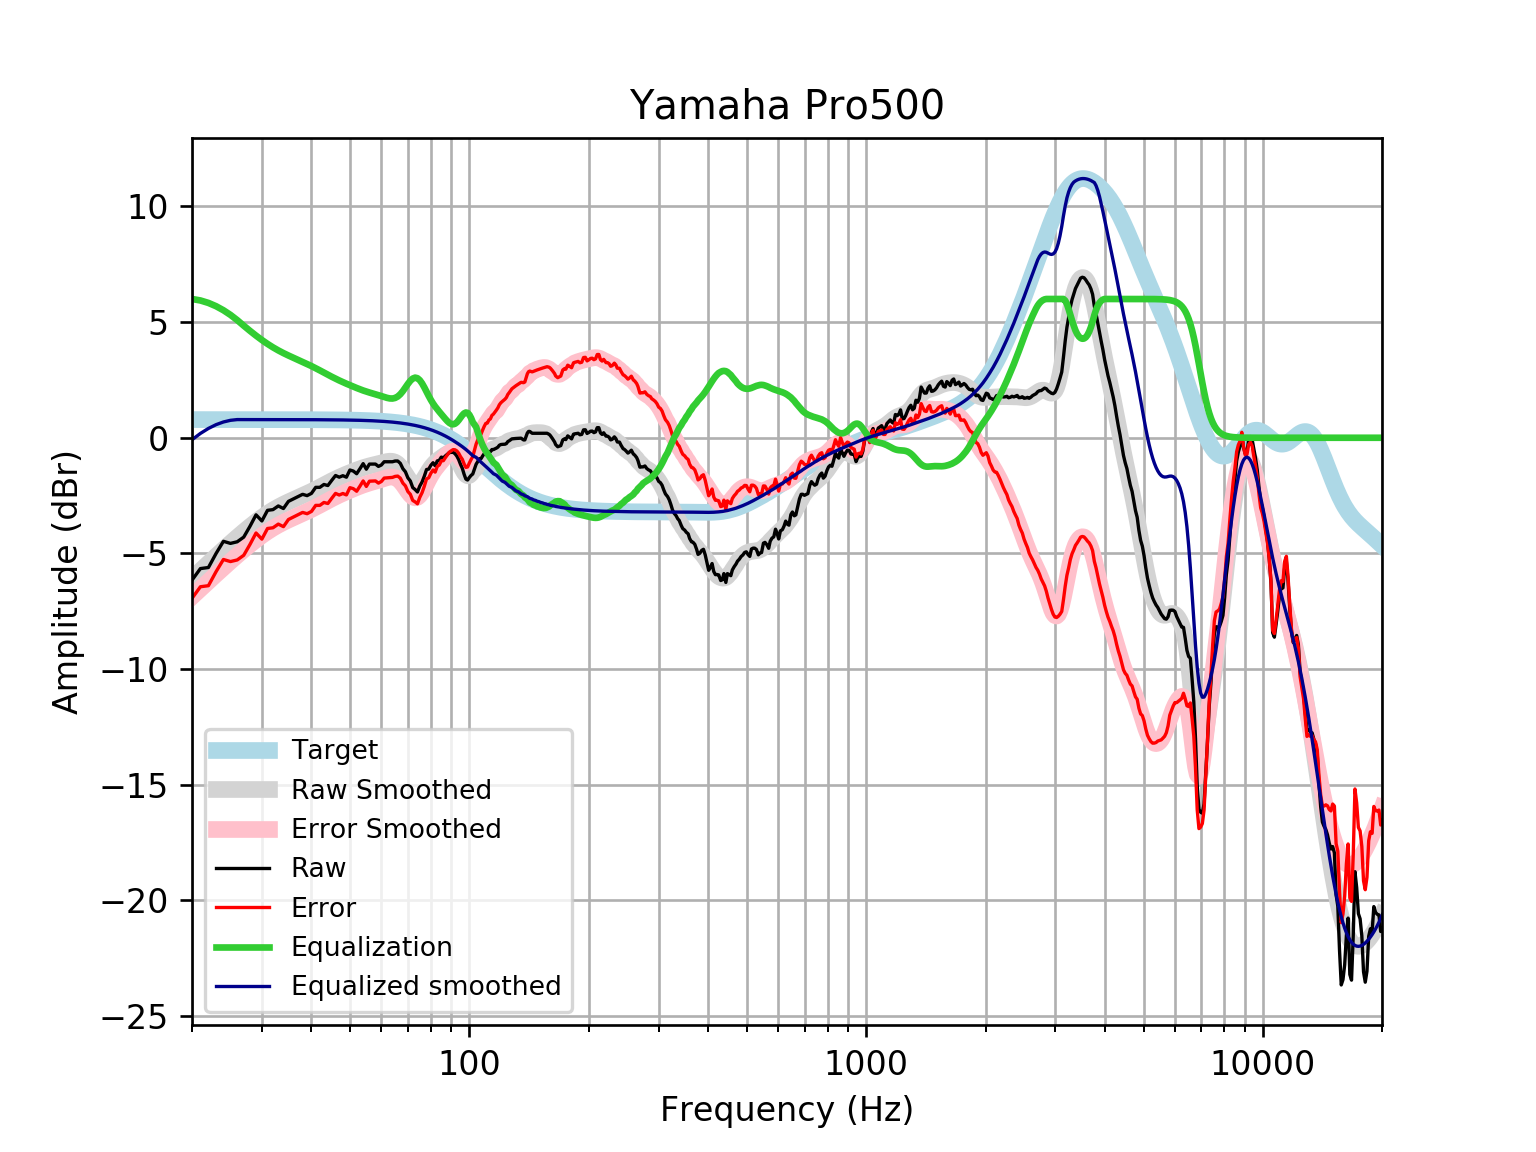 Yamaha Pro500
10
5
0
−5
−10
−15
−20
−25
Amplitude (dBr)
Target
Raw Smoothed
Error Smoothed
Raw
Error
Equalization
Equalized smoothed
100
1000
10000
Frequency (Hz)